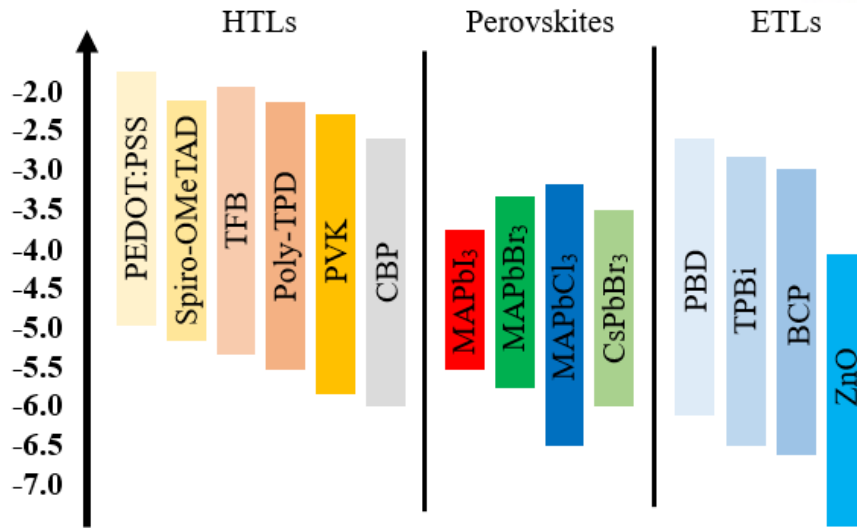 HTLs
Perovskites
ETLs
-2.0
-2.5
-3.0
-3.5
-4.0
-4.5
-5.0
-5.5
-6.0
-6.5
-7.0
PEDOT:PSS
Spiro-OMeTAD
TFB
Poly-TPD
PVK
CBP
MAPbI₃
MAPbBr₃
MAPbCl₃
CsPbBr₃
PBD
TPBi
BCP
ZnO